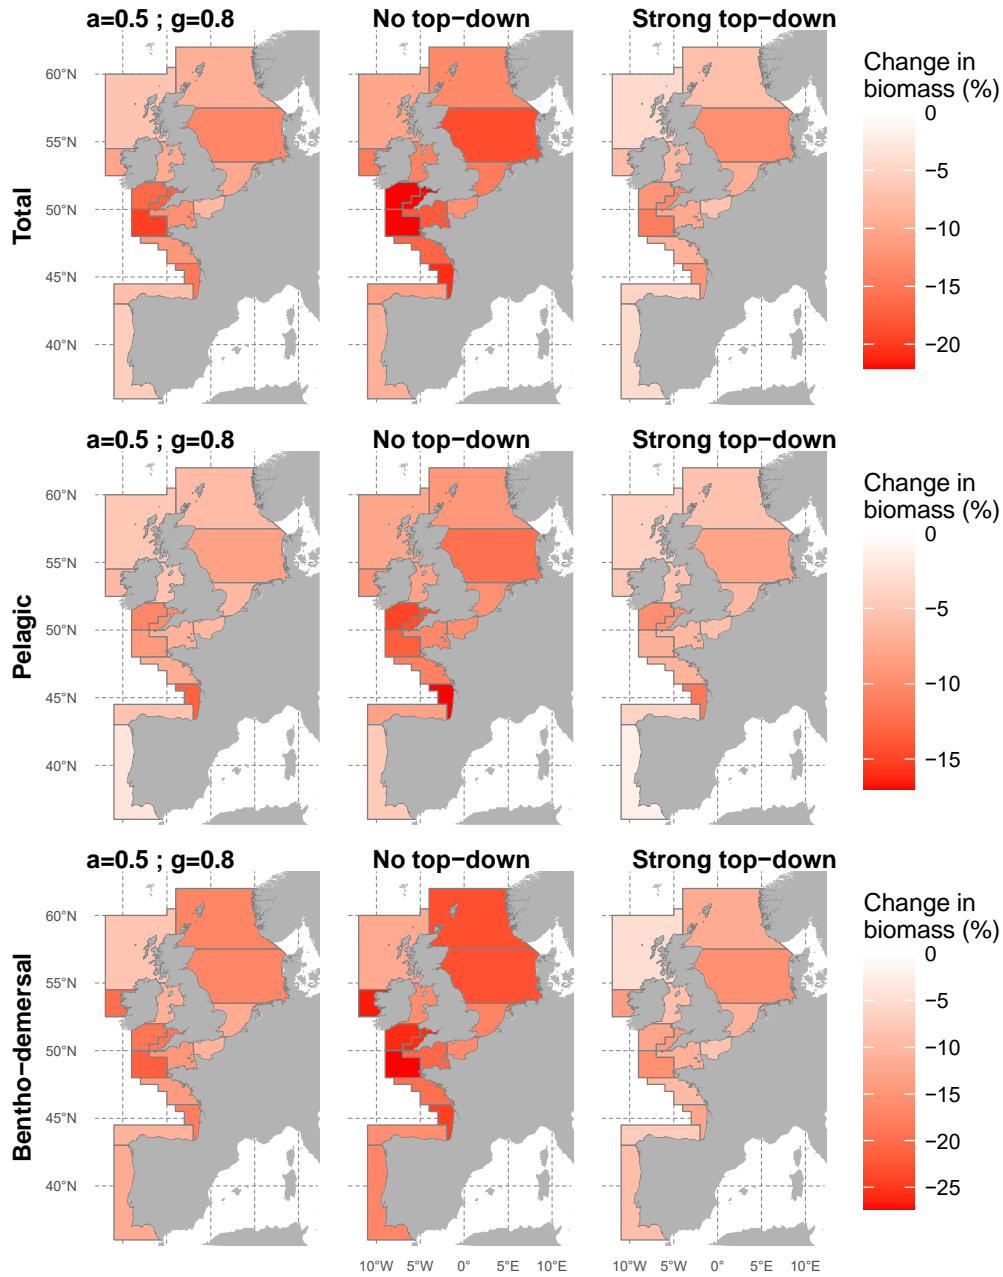 a=0.5 ; g=0.8 No top−down Strong top−down
Total
60°N
55°N
50°N
45°N
40°N
Change in
biomass (%)
0
−5
−10
−15
−20
a=0.5 ; g=0.8 No top−down Strong top−down
Pelagic
60°N
55°N
50°N
45°N
40°N
Change in
biomass (%)
0
−5
−10
−15
a=0.5 ; g=0.8 No top−down Strong top−down
Bentho−demersal
60°N
55°N
50°N
45°N
40°N
Change in
biomass (%)
0
−5
−10
−15
−20
−25
10°W 5°W 0° 5°E 10°E 10°W 5°W 0° 5°E 10°E